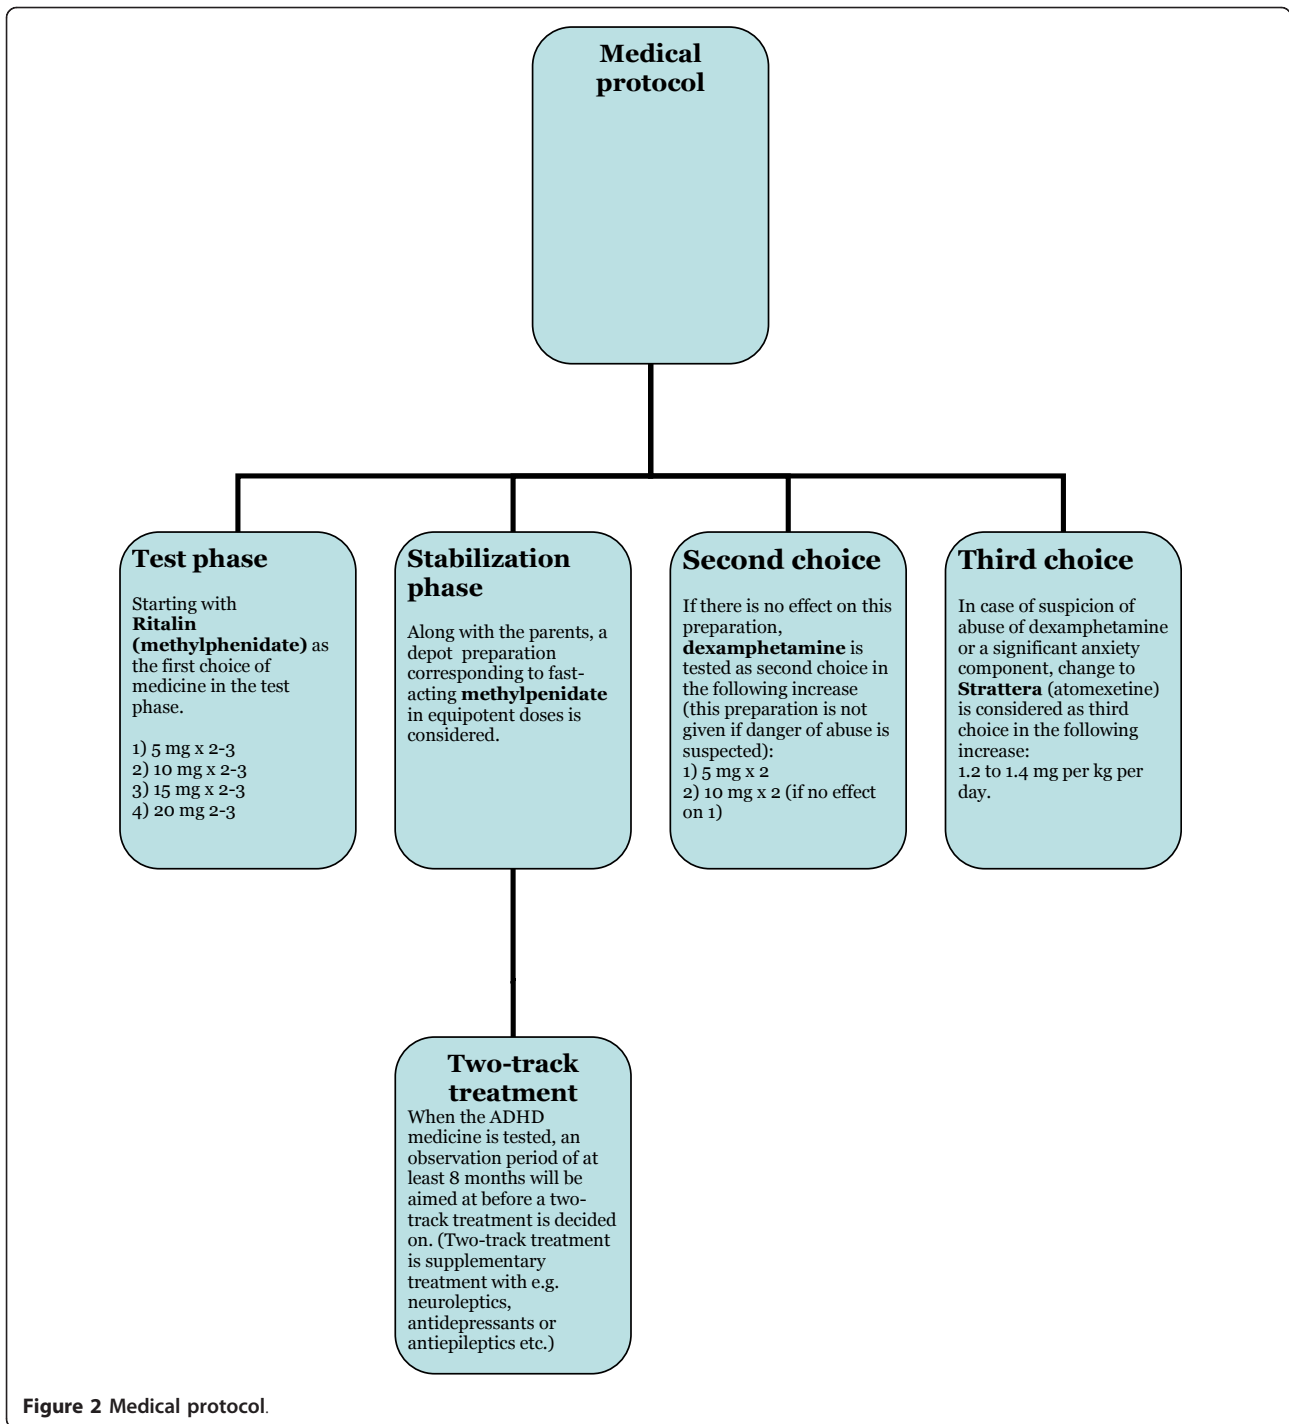 Medical
protocol
Test phase
Starting with
Ritalin
(methylphenidate) as
the first choice of
medicine in the test
phase.
1) 5 mg x 2-3
2) 10 mg x 2-3
3) 15 mg x 2-3
4) 20 mg 2-3
Stabilization
phase
Along with the parents, a
depot preparation
corresponding to fast-
acting methylpenidate
in equipotent doses is
considered.
Second choice
If there is no effect on this
preparation,
dexamphetamine is
tested as second choice in
the following increase
(this preparation is not
given if danger of abuse is
suspected):
1) 5 mg x 2
2) 10 mg x 2 (if no effect
on 1)
Third choice
In case of suspicion of
abuse of dexamphetamine
or a significant anxiety
component, change to
Strattera (atomexetine)
is considered as third
choice in the following
increase:
1.2 to 1.4 mg per kg per
day.
Two-track
treatment
When the ADHD
medicine is tested, an
observation period of at
least 8 months will be
aimed at before a two-
track treatment is decided
on. (Two-track treatment
is supplementary
treatment with e.g.
neuroleptics,
antidepressants or
antiepileptics etc.)
Figure 2 Medical protocol.